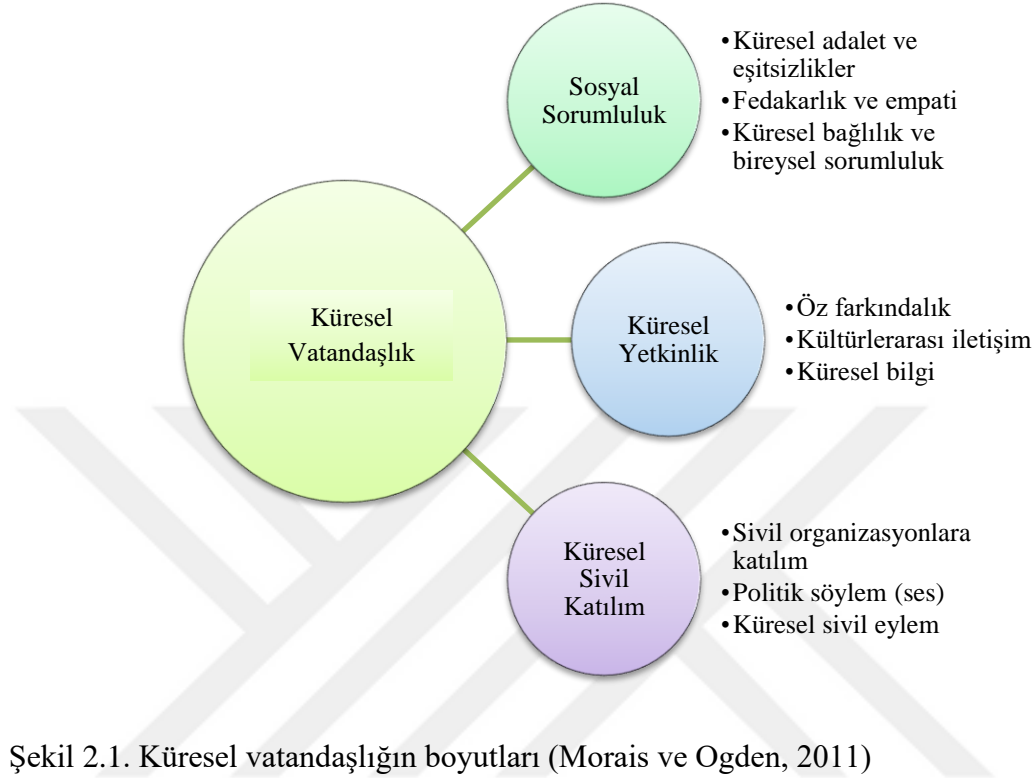 Sosyal
Sorumluluk
•Küresel adalet ve
eşitsizlikler
•Fedakarlık ve empati
•Küresel bağlılık ve
bireysel sorumluluk
Küresel
Vatandaşlık
Küresel
Yetkinlik
•Öz farkındalık
•Kültürlerarası iletişim
•Küresel bilgi
Küresel
Sivil
Katılım
•Sivil organizasyonlara
katılım
•Politik söylem (ses)
•Küresel sivil eylem
Şekil 2.1. Küresel vatandaşlığın boyutları (Morais ve Ogden, 2011)